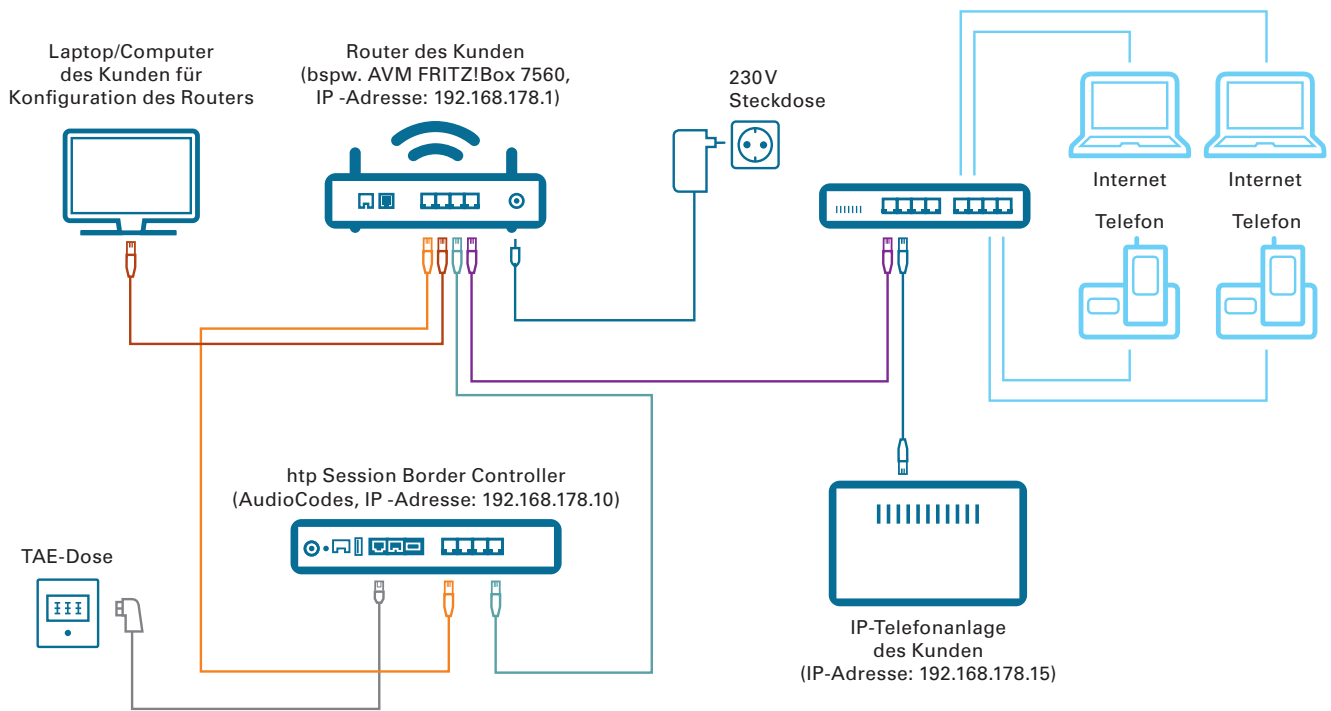 Laptop/Computer
des Kunden für
Konfiguration des Routers
Router des Kunden
(bspw. AVM FRITZ!Box 7560,
IP -Adresse: 192.168.178.1)
230 V
Steckdose
Internet
Internet
Telefon
Telefon
htp Session Border Controller
(AudioCodes, IP -Adresse: 192.168.178.10)
TAE-Dose
IP-Telefonanlage
des Kunden
(IP-Adresse: 192.168.178.15)